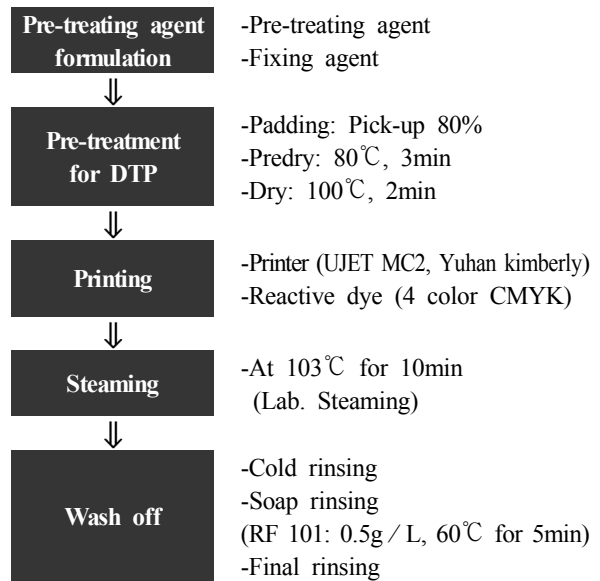 Pre-treating agent
formulation
-Pre-treating agent
-Fixing agent
⇓
Pre-treatment
for DTP
-Padding: Pick-up 80%
-Predry: 80℃, 3min
-Dry: 100℃, 2min
⇓
Printing
-Printer (UJET MC2, Yuhan kimberly)
-Reactive dye (4 color CMYK)
⇓
Steaming
-At 103℃ for 10min
(Lab. Steaming)
⇓
Wash off
-Cold rinsing
-Soap rinsing
(RF 101: 0.5g / L, 60℃ for 5min)
-Final rinsing